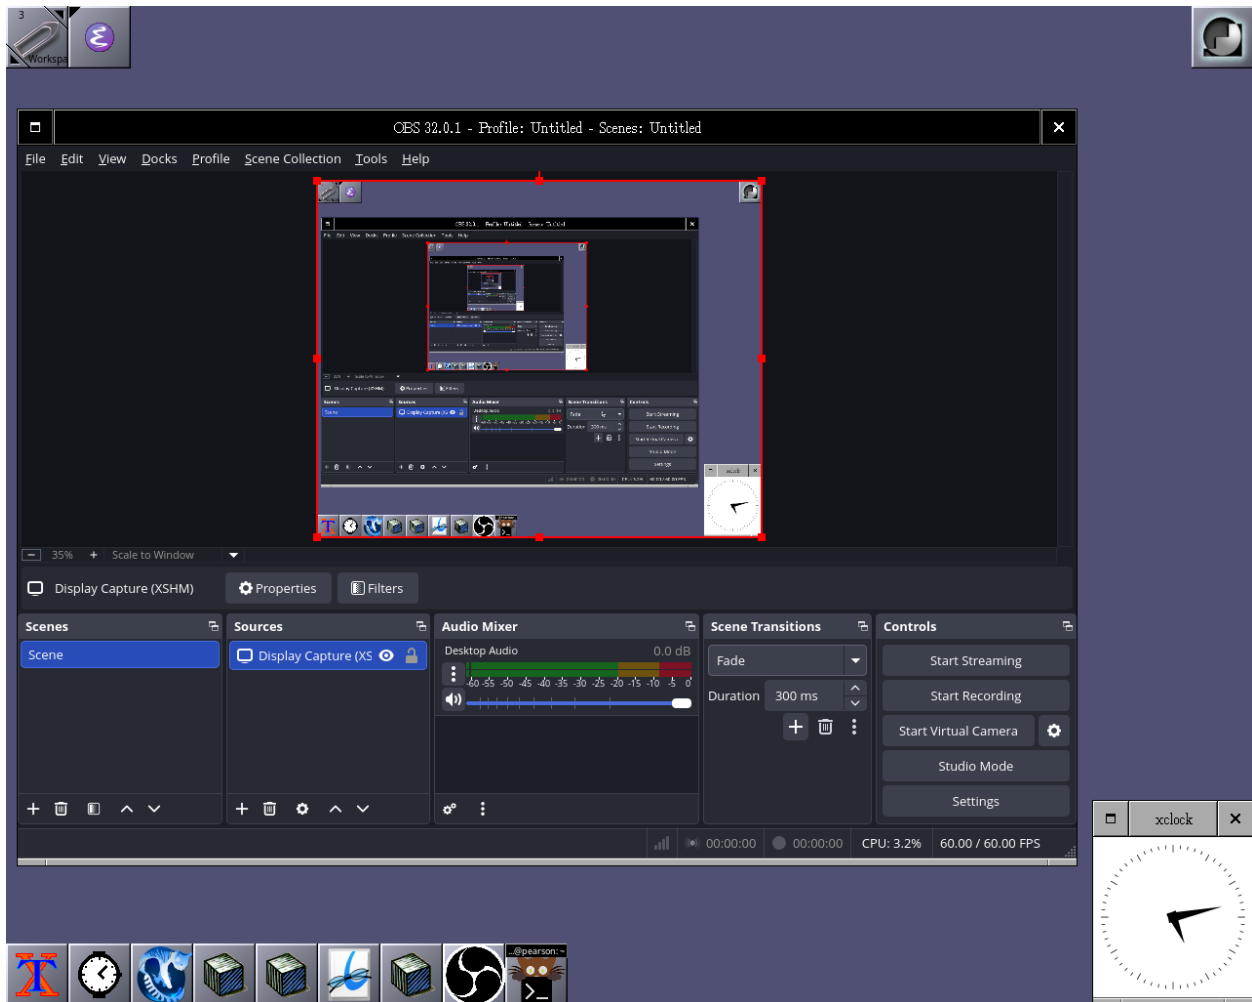 3
Workspa
OBS 32.0.1 - Profile: Untitled - Scenes: Untitled
File Edit View Docks Profile Scene Collection Tools Help
35% Scale to Window
Display Capture (XSHM) Properties Filters
Scenes Sources Audio Mixer Scene Transitions Controls
Scene
Display Capture (XS
Desktop Audio 0.0 dB
-60 -55 -50 -45 -40 -35 -30 -25 -20 -15 -10 -5 0
Fade
Duration 300 ms
Start Streaming
Start Recording
Start Virtual Camera
Studio Mode
Settings
00:00:00 00:00:00 CPU: 3.2% 60.00 / 60.00 FPS
xclock
...@pearson: ~